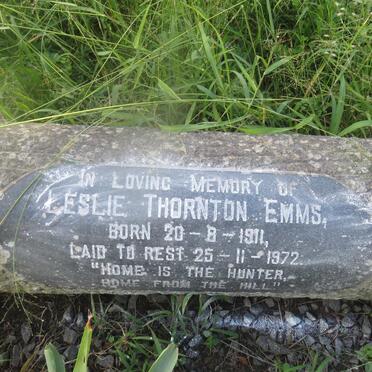 IN LOVING MEMORY OF
LESLIE THORNTON EMMS,
BORN 20-8-1911,
LAID TO REST 25-11-1972.
"HOME IS THE HUNTER,
HOME FROM THE HILL"